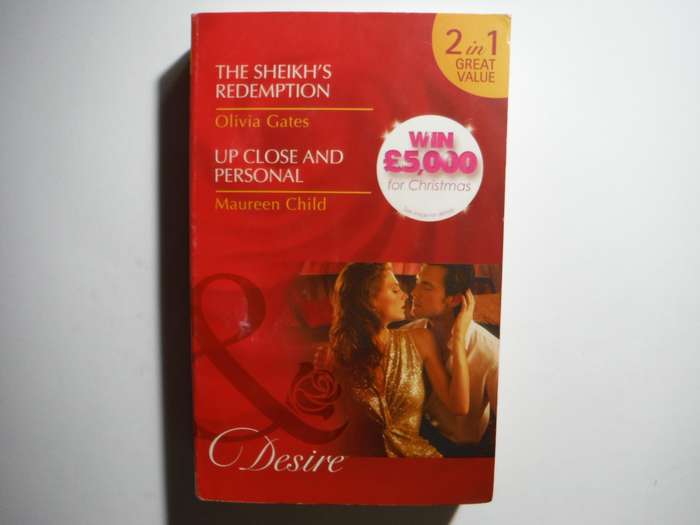 2 in 1
GREAT
VALUE
THE SHEIKH'S
REDEMPTION
Olivia Gates
UP CLOSE AND
PERSONAL
Maureen Child
WIN
£5,000
for Christmas
Desire